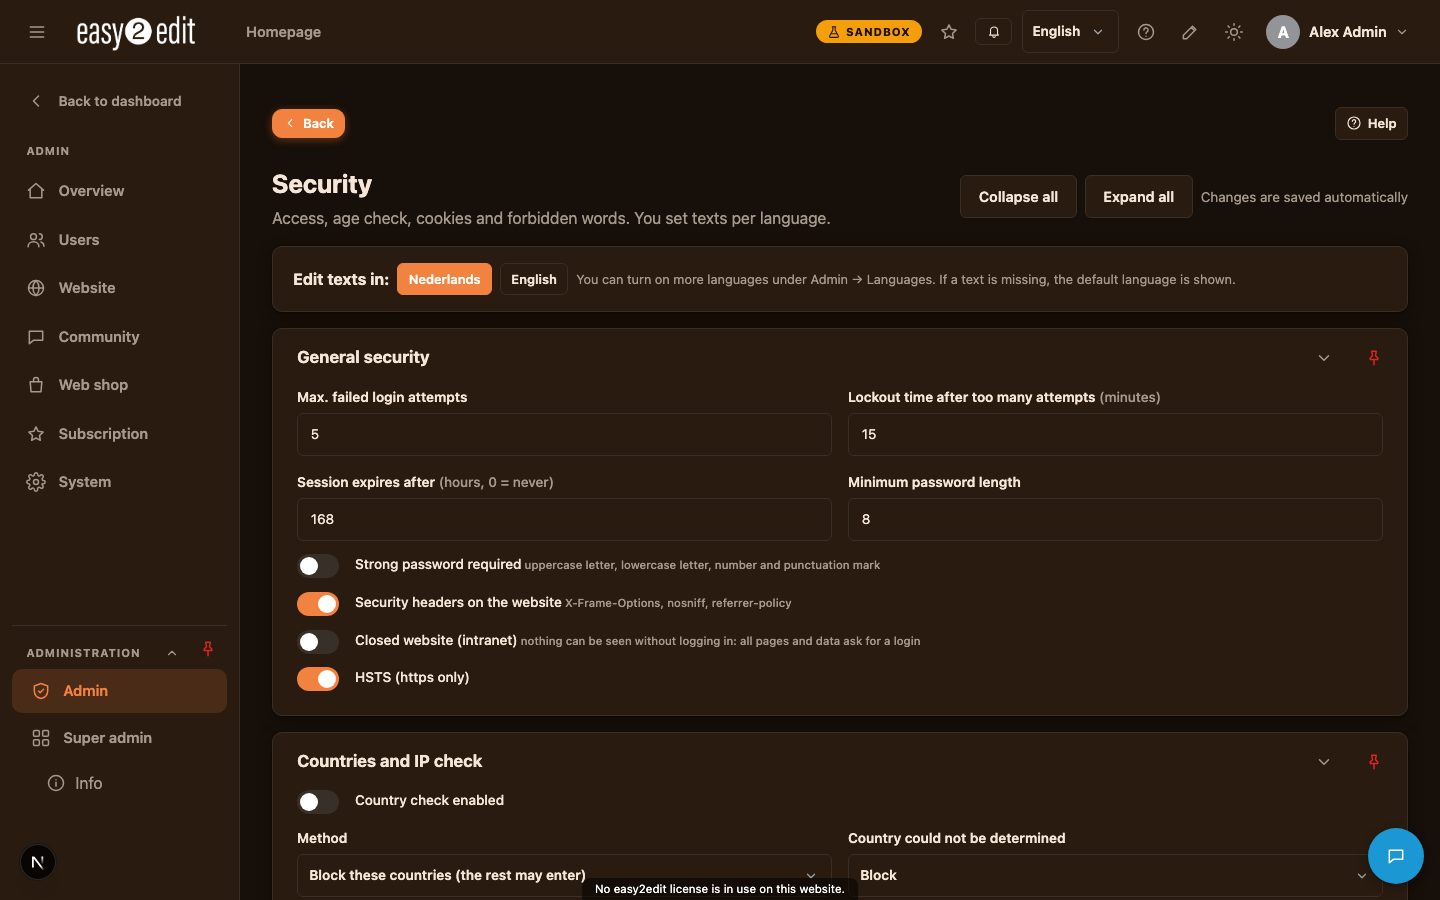 easy2edit
Homepage
SANDBOX
English
A
Alex Admin
Back to dashboard
ADMIN
Overview
Users
Website
Community
Web shop
Subscription
System
ADMINISTRATION
Admin
Super admin
Info
N
Back
Help
Security
Access, age check, cookies and forbidden words. You set texts per language.
Collapse all
Expand all
Changes are saved automatically
Edit texts in:
Nederlands
English
You can turn on more languages under Admin → Languages. If a text is missing, the default language is shown.
General security
Max. failed login attempts
5
Lockout time after too many attempts (minutes)
15
Session expires after (hours, 0 = never)
168
Minimum password length
8
Strong password required uppercase letter, lowercase letter, number and punctuation mark
Security headers on the website X-Frame-Options, nosniff, referrer-policy
Closed website (intranet) nothing can be seen without logging in: all pages and data ask for a login
HSTS (https only)
Countries and IP check
Country check enabled
Method
Block these countries (the rest may enter)
Country could not be determined
Block
No easy2edit license is in use on this website.